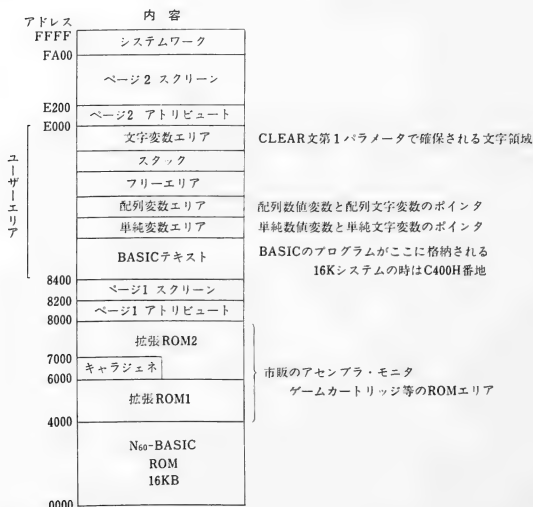 アドレス
内 容
FFFF
システムワーク
FA00
ページ2 スクリーン
E200
ページ2 アトリビュート
E000
文字変数エリア
CLEAR文第1パラメータで確保される文字領域
スタック
フリーエリア
ユーザーエリア
配列変数エリア
配列数値変数と配列文字変数のポインタ
単純変数エリア
単純数値変数と単純文字変数のポインタ
BASICテキスト
BASICのプログラムがここに格納される
16Kシステムの時はC400H番地
8400
ページ1 スクリーン
8200
ページ1 アトリビュート
8000
拡張ROM2
7000
キャラジェネ
市販のアセンブラ・モニタ
6000
ゲームカートリッジ等のROMエリア
拡張ROM1
4000
N60-BASIC
ROM
16KB
0000